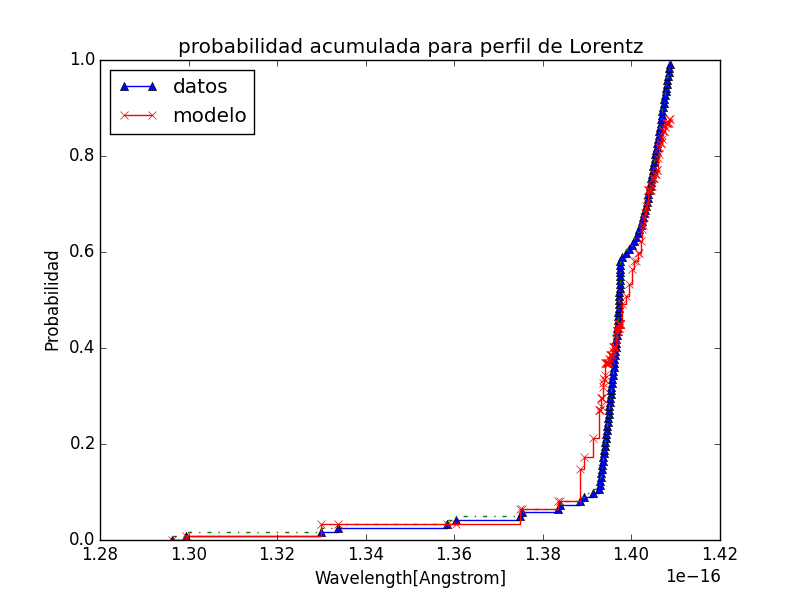 probabilidad acumulada para perfil de Lorentz
datos
modelo
1.0
0.8
0.6
0.4
0.2
0.0
Probabilidad
1.28 1.30 1.32 1.34 1.36 1.38 1.40 1.42
Wavelength[Angstrom]
1e−16